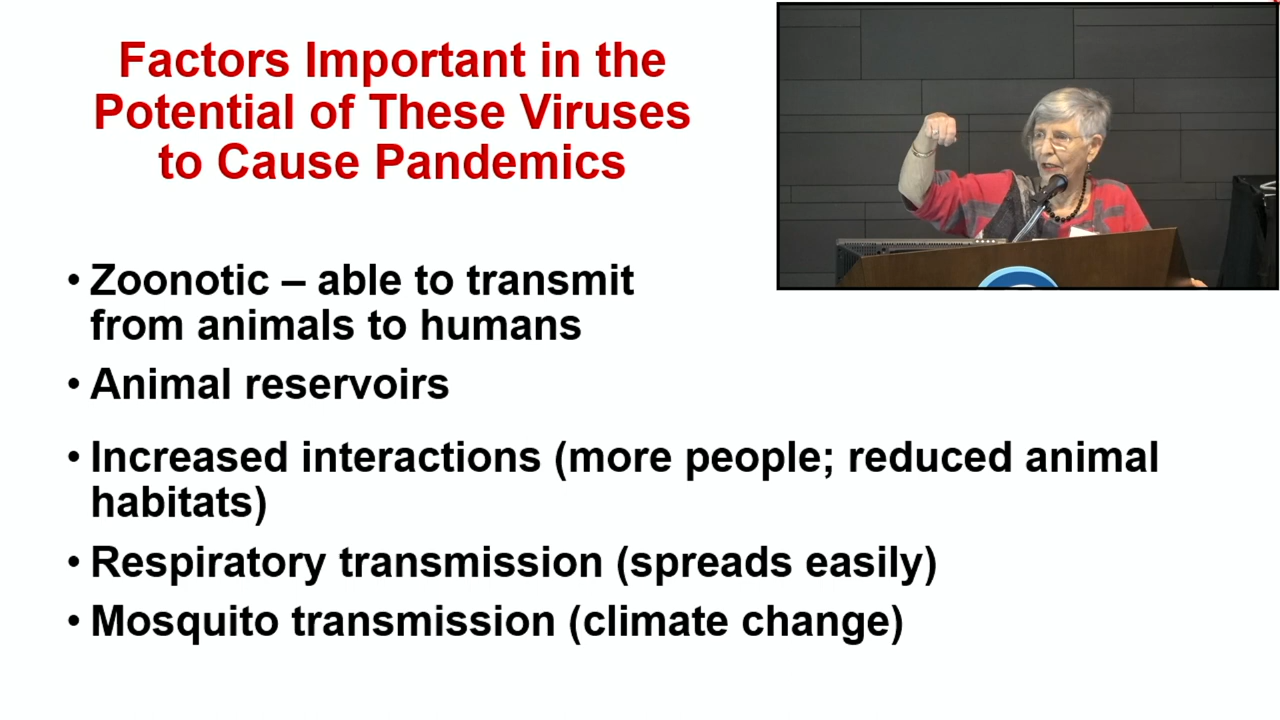 Factors Important in the
Potential of These Viruses
to Cause Pandemics
• Zoonotic – able to transmit
from animals to humans
• Animal reservoirs
• Increased interactions (more people; reduced animal
habitats)
• Respiratory transmission (spreads easily)
• Mosquito transmission (climate change)